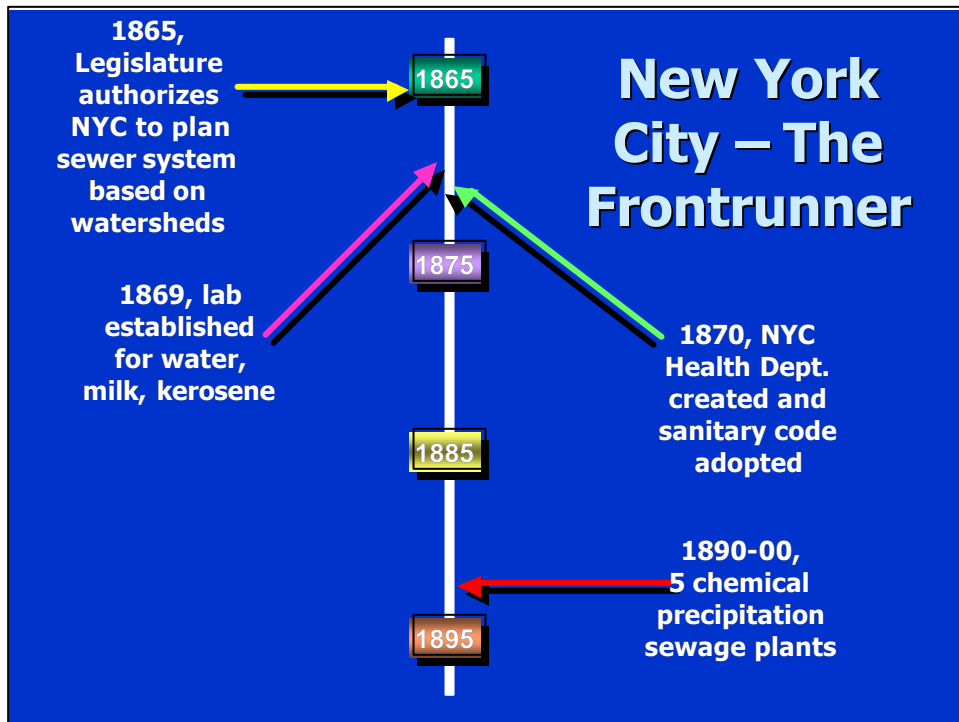 1865,
Legislature
authorizes
NYC to plan
sewer system
based on
watersheds
1865
New York
City – The
Frontrunner
1875
1869, lab
established
for water,
milk, kerosene
1870, NYC
Health Dept.
created and
sanitary code
adopted
1885
1890-00,
5 chemical
precipitation
sewage plants
1895